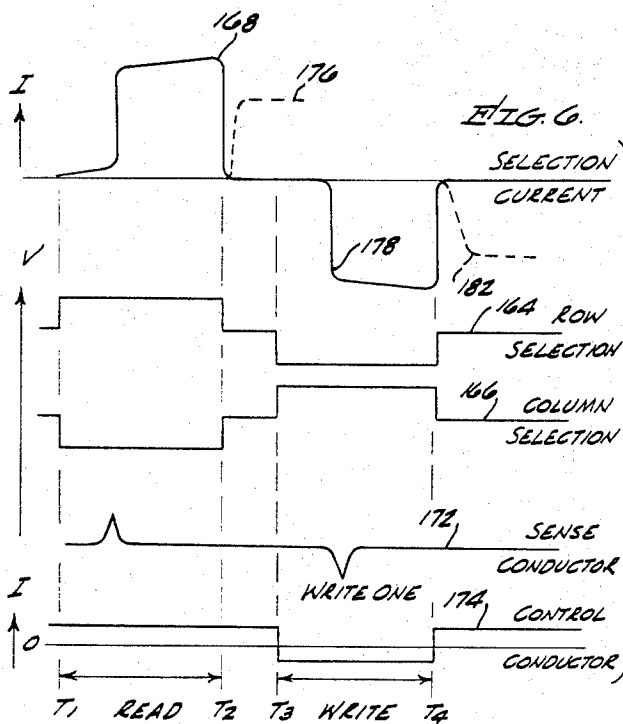 168
176
I
FIG. 6.
SELECTION
CURRENT
178
182
V
164
ROW
SELECTION
166
COLUMN
SELECTION
172
SENSE
CONDUCTOR
WRITE ONE
I
174
CONTROL
O
CONDUCTOR
T1 READ T2 T3 WRITE T4